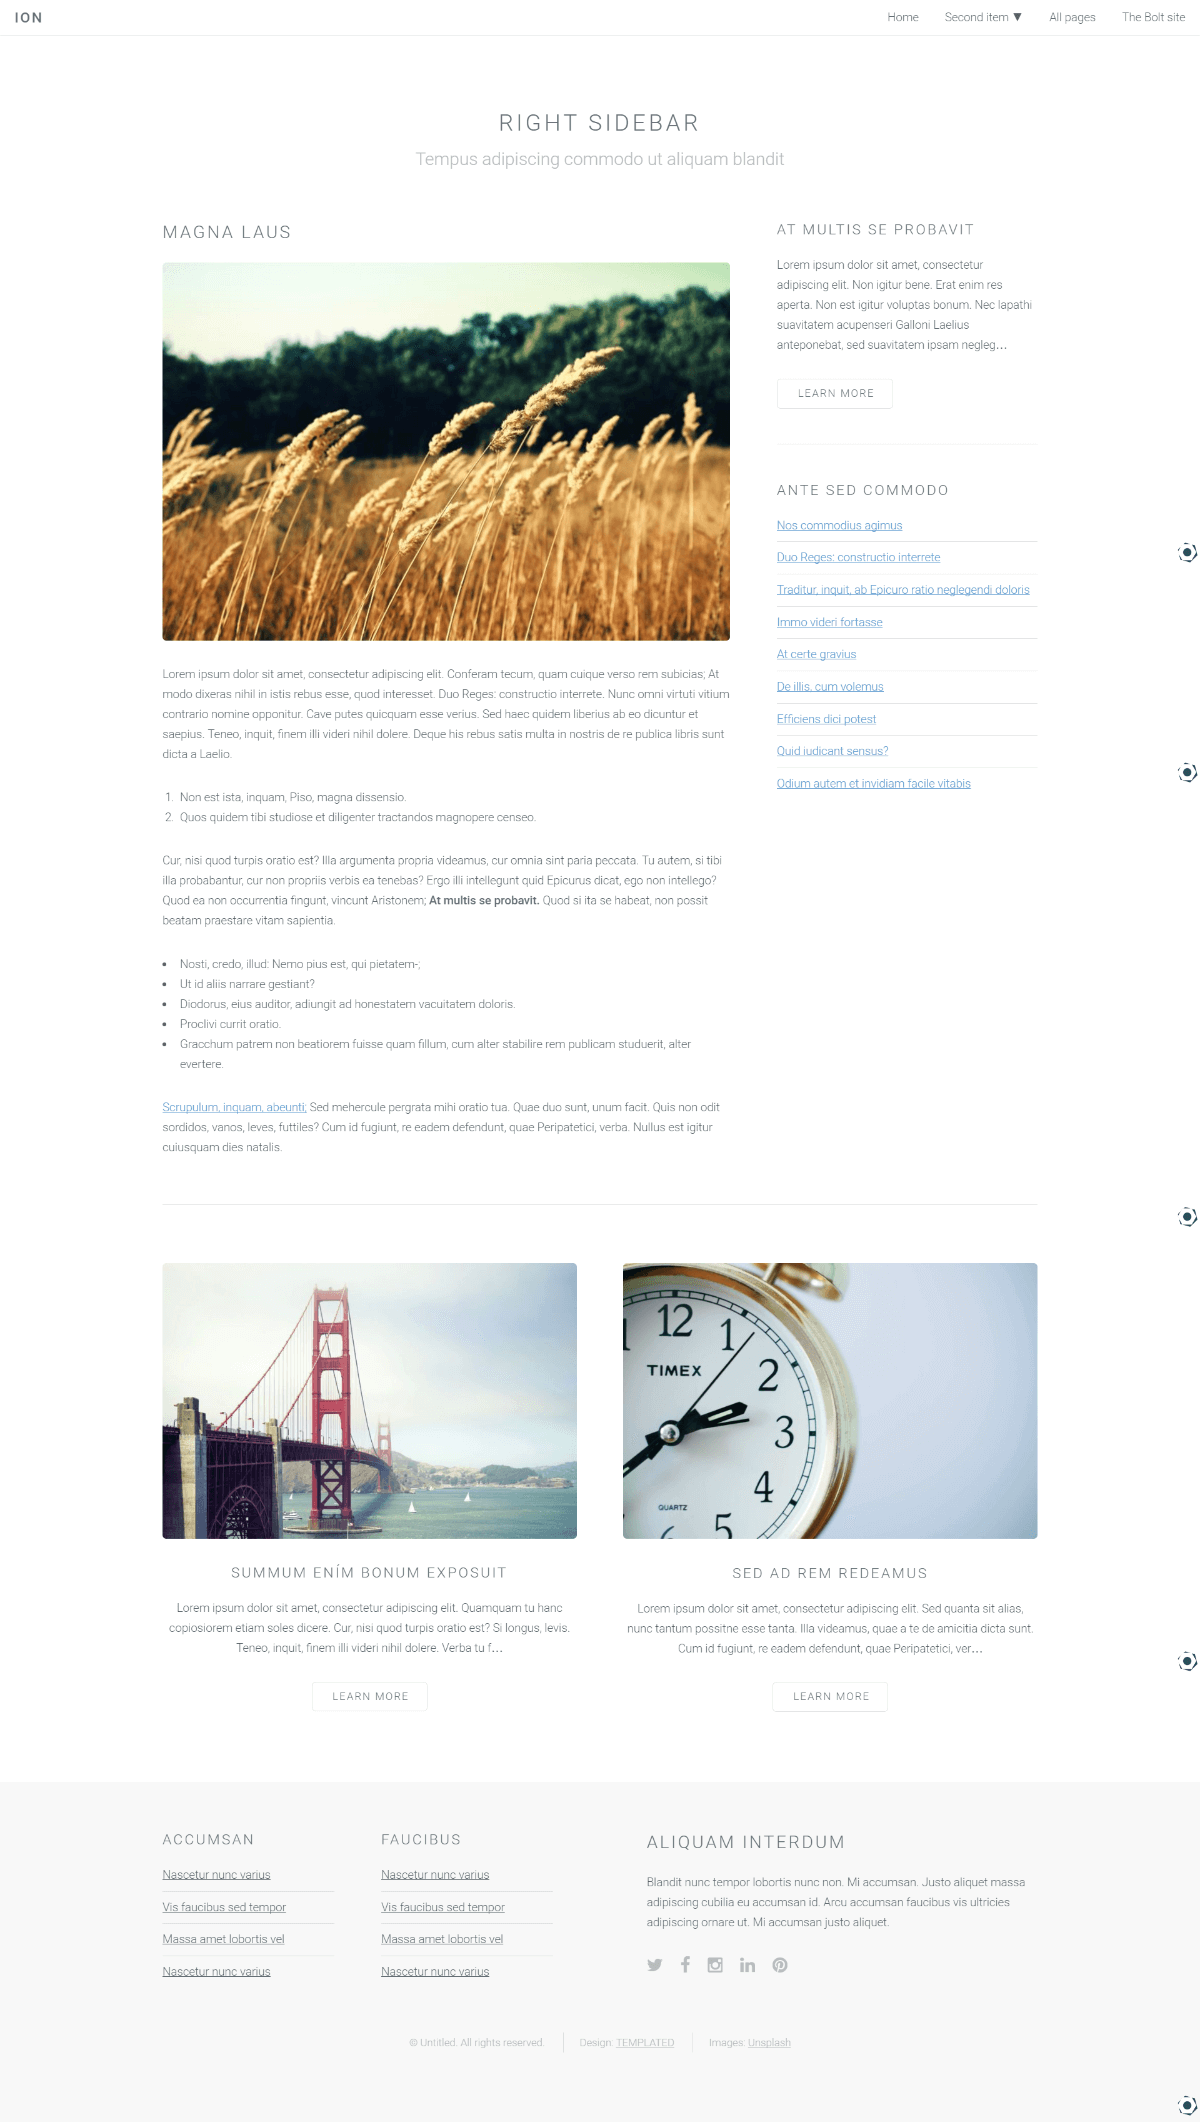 ION
Home
Second item ▼
All pages
The Bolt site
RIGHT SIDEBAR
Tempus adipiscing commodo ut aliquam blandit
MAGNA LAUS
Lorem ipsum dolor sit amet, consectetur adipiscing elit. Conferam tecum, quam cuique verso rem subicias; At
modo dixeras nihil in istis rebus esse, quod interesset. Duo Reges: constructio interrete. Nunc omni virtuti vitium
contrario nomine opponitur. Cave putes quicquam esse verius. Sed haec quidem liberius ab eo dicuntur et
saepius. Teneo, inquit, finem illi videri nihil dolere. Deque his rebus satis multa in nostris de re publica libris sunt
dicta a Laelio.
1. Non est ista, inquam, Piso, magna dissensio.
2. Quos quidem tibi studiose et diligenter tractandos magnopere censeo.
Cur, nisi quod turpis oratio est? Illa argumenta propria videamus, cur omnia sint paria peccata. Tu autem, si tibi
illa probabantur, cur non propriis verbis ea tenebas? Ergo illi intellegunt quid Epicurus dicat, ego non intellego?
Quod ea non occurrentia fingunt, vincunt Aristonem; At multis se probavit. Quod si ita se habeat, non possit
beatam praestare vitam sapientia.
• Nosti, credo, illud: Nemo pius est, qui pietatem-;
• Ut id aliis narrare gestiant?
• Diodorus, eius auditor, adiungit ad honestatem vacuitatem doloris.
• Proclivi currit oratio.
• Gracchum patrem non beatiorem fuisse quam fillum, cum alter stabilire rem publicam studuerit, alter
evertere.
Scrupulum, inquam, abeunti; Sed mehercule pergrata mihi oratio tua. Quae duo sunt, unum facit. Quis non odit
sordidos, vanos, leves, futtiles? Cum id fugiunt, re eadem defendunt, quae Peripatetici, verba. Nullus est igitur
cuiusquam dies natalis.
AT MULTIS SE PROBAVIT
Lorem ipsum dolor sit amet, consectetur
adipiscing elit. Non igitur bene. Erat enim res
aperta. Non est igitur voluptas bonum. Nec lapathi
suavitatem acupenseri Galloni Laelius
anteponebat, sed suavitatem ipsam negleg…
LEARN MORE
ANTE SED COMMODO
Nos commodius agimus
Duo Reges: constructio interrete
Traditur, inquit, ab Epicuro ratio neglegendi doloris
Immo videri fortasse
At certe gravius
De illis, cum volemus
Efficiens dici potest
Quid iudicant sensus?
Odium autem et invidiam facile vitabis
12
1
2
3
4
5
6
TIMEX
QUARTZ
SUMMUM ENÍM BONUM EXPOSUIT
Lorem ipsum dolor sit amet, consectetur adipiscing elit. Quamquam tu hanc
copiosiorem etiam soles dicere. Cur, nisi quod turpis oratio est? Si longus, levis.
Teneo, inquit, finem illi videri nihil dolere. Verba tu f…
LEARN MORE
SED AD REM REDEAMUS
Lorem ipsum dolor sit amet, consectetur adipiscing elit. Sed quanta sit alias,
nunc tantum possitne esse tanta. Illa videamus, quae a te de amicitia dicta sunt.
Cum id fugiunt, re eadem defendunt, quae Peripatetici, ver…
LEARN MORE
ACCUMSAN
Nascetur nunc varius
Vis faucibus sed tempor
Massa amet lobortis vel
Nascetur nunc varius
FAUCIBUS
Nascetur nunc varius
Vis faucibus sed tempor
Massa amet lobortis vel
Nascetur nunc varius
ALIQUAM INTERDUM
Blandit nunc tempor lobortis nunc non. Mi accumsan. Justo aliquet massa
adipiscing cubilia eu accumsan id. Arcu accumsan faucibus vis ultricies
adipiscing ornare ut. Mi accumsan justo aliquet.
© Untitled. All rights reserved.
Design: TEMPLATED
Images: Unsplash